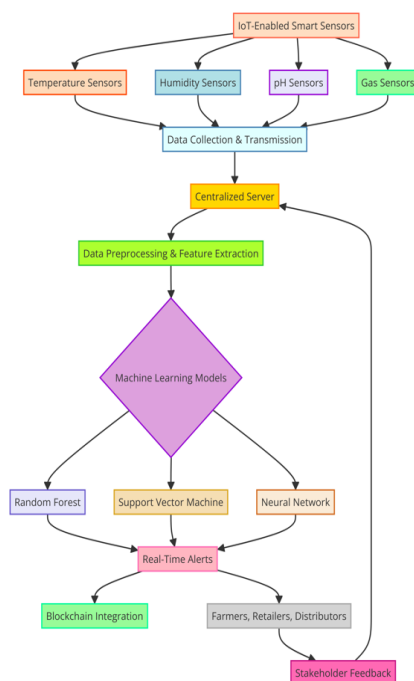 IoT-Enabled Smart Sensors
Temperature Sensors
Humidity Sensors
pH Sensors
Gas Sensors
Data Collection & Transmission
Centralized Server
Data Preprocessing & Feature Extraction
Machine Learning Models
Random Forest
Support Vector Machine
Neural Network
Real-Time Alerts
Blockchain Integration
Farmers, Retailers, Distributors
Stakeholder Feedback